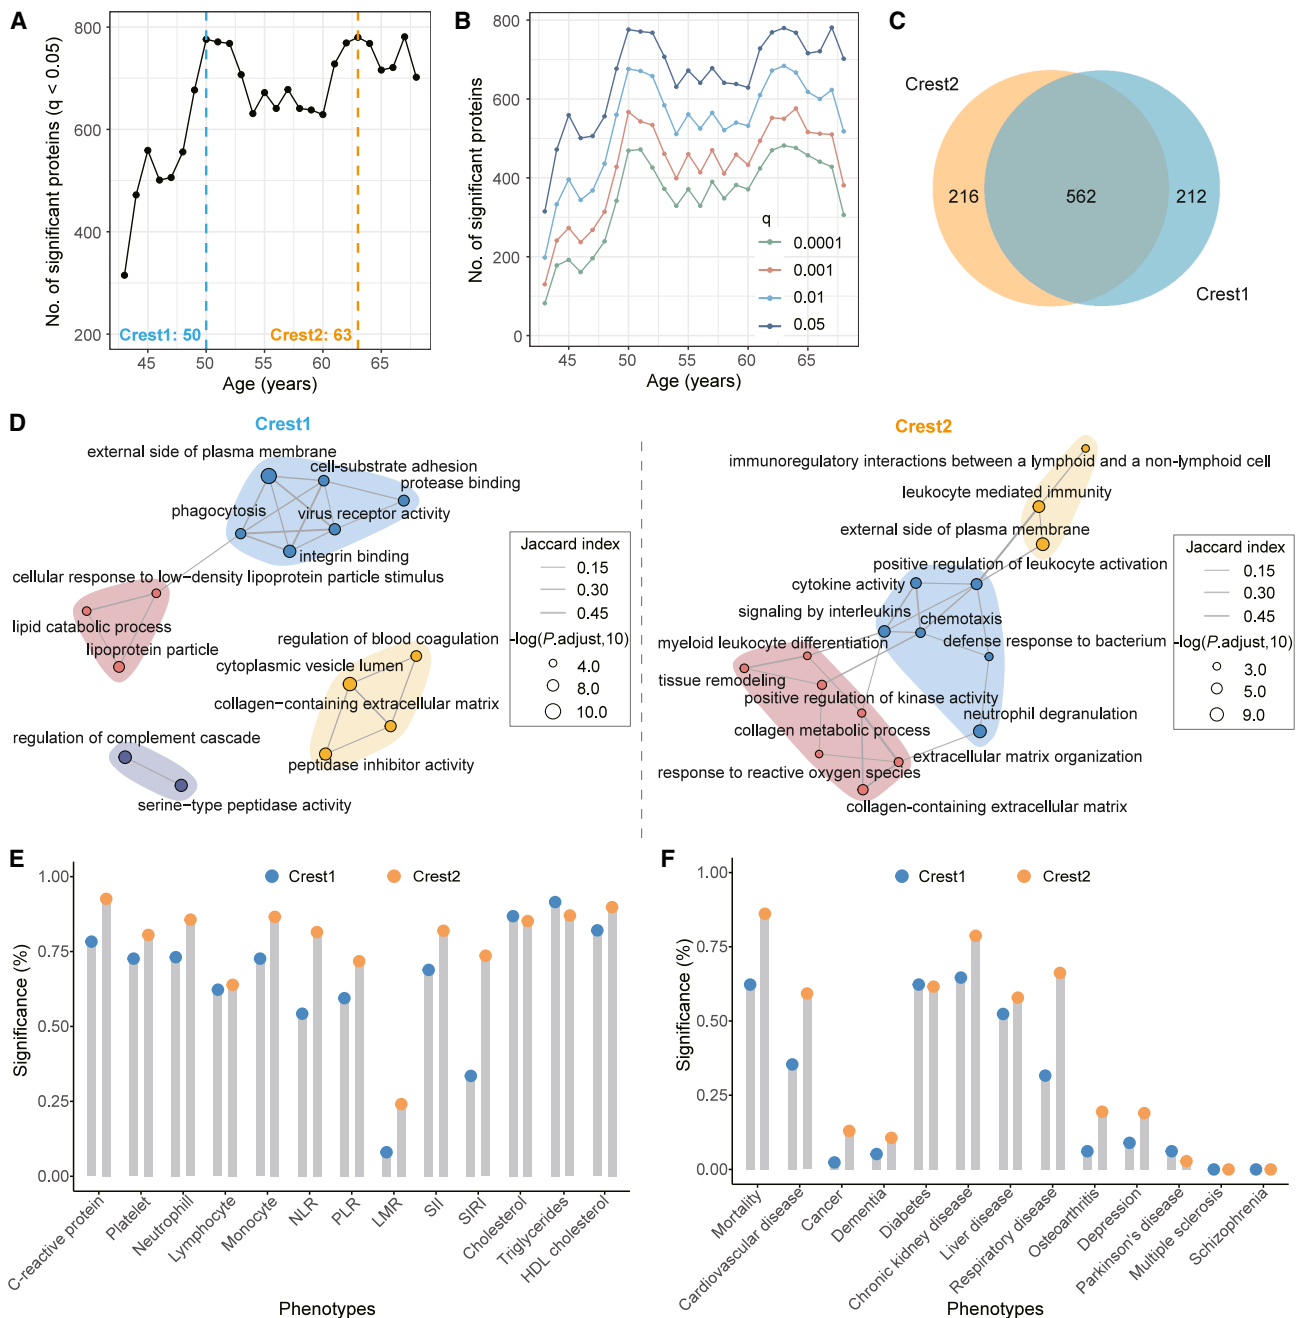 A
No. of significant proteins (q < 0.05)
800
600
400
200
Crest1: 50
Crest2: 63
45
50
55
60
65
Age (years)
B
No. of significant proteins
800
600
400
200
0
q
0.0001
0.001
0.01
0.05
45
50
55
60
65
Age (years)
C
Crest2
216
562
212
Crest1
D
Crest1
external side of plasma membrane
cell-substrate adhesion
protease binding
phagocytosis
virus receptor activity
integrin binding
cellular response to low-density lipoprotein particle stimulus
lipid catabolic process
lipoprotein particle
regulation of blood coagulation
cytoplasmic vesicle lumen
collagen-containing extracellular matrix
regulation of complement cascade
peptidase inhibitor activity
serine-type peptidase activity
Jaccard index
0.15
0.30
0.45
-log(P.adjust,10)
4.0
8.0
10.0
Crest2
immunoregulatory interactions between a lymphoid and a non-lymphoid cell
leukocyte mediated immunity
external side of plasma membrane
positive regulation of leukocyte activation
cytokine activity
signaling by interleukins
chemotaxis
myeloid leukocyte differentiation
defense response to bacterium
tissue remodeling
positive regulation of kinase activity
neutrophil degranulation
collagen metabolic process
extracellular matrix organization
response to reactive oxygen species
collagen-containing extracellular matrix
Jaccard index
0.15
0.30
0.45
-log(P.adjust,10)
3.0
5.0
9.0
E
Crest1
Crest2
Significance (%)
1.00
0.75
0.50
0.25
0.00
C-reactive protein
Platelet
Neutrophill
Lymphocyte
Monocyte
NLR
PLR
LMR
SII
SIRI
Cholesterol
Triglycerides
HDL cholesterol
Phenotypes
F
Crest1
Crest2
Significance (%)
1.00
0.75
0.50
0.25
0.00
Mortality
Cardiovascular disease
Cancer
Dementia
Diabetes
Chronic kidney disease
Liver disease
Respiratory disease
Osteoarthritis
Depression
Parkinson's disease
Multiple sclerosis
Schizophrenia
Phenotypes